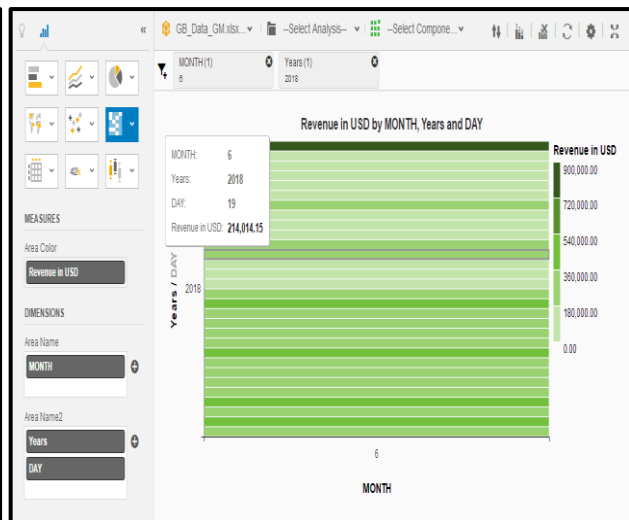 GB_Data_GM.xlsx...
--Select Analysis--
--Select Compone...
MONTH (1)
6
Years (1)
2018
Revenue in USD by MONTH, Years and DAY
MONTH: 6
Years: 2018
DAY: 19
Revenue in USD: 214,014.15
Revenue in USD
900,000.00
720,000.00
540,000.00
360,000.00
180,000.00
0.00
Years / DAY
2018
6
MONTH
MEASURES
Area Color
Revenue in USD
DIMENSIONS
Area Name
MONTH
Area Name2
Years
DAY